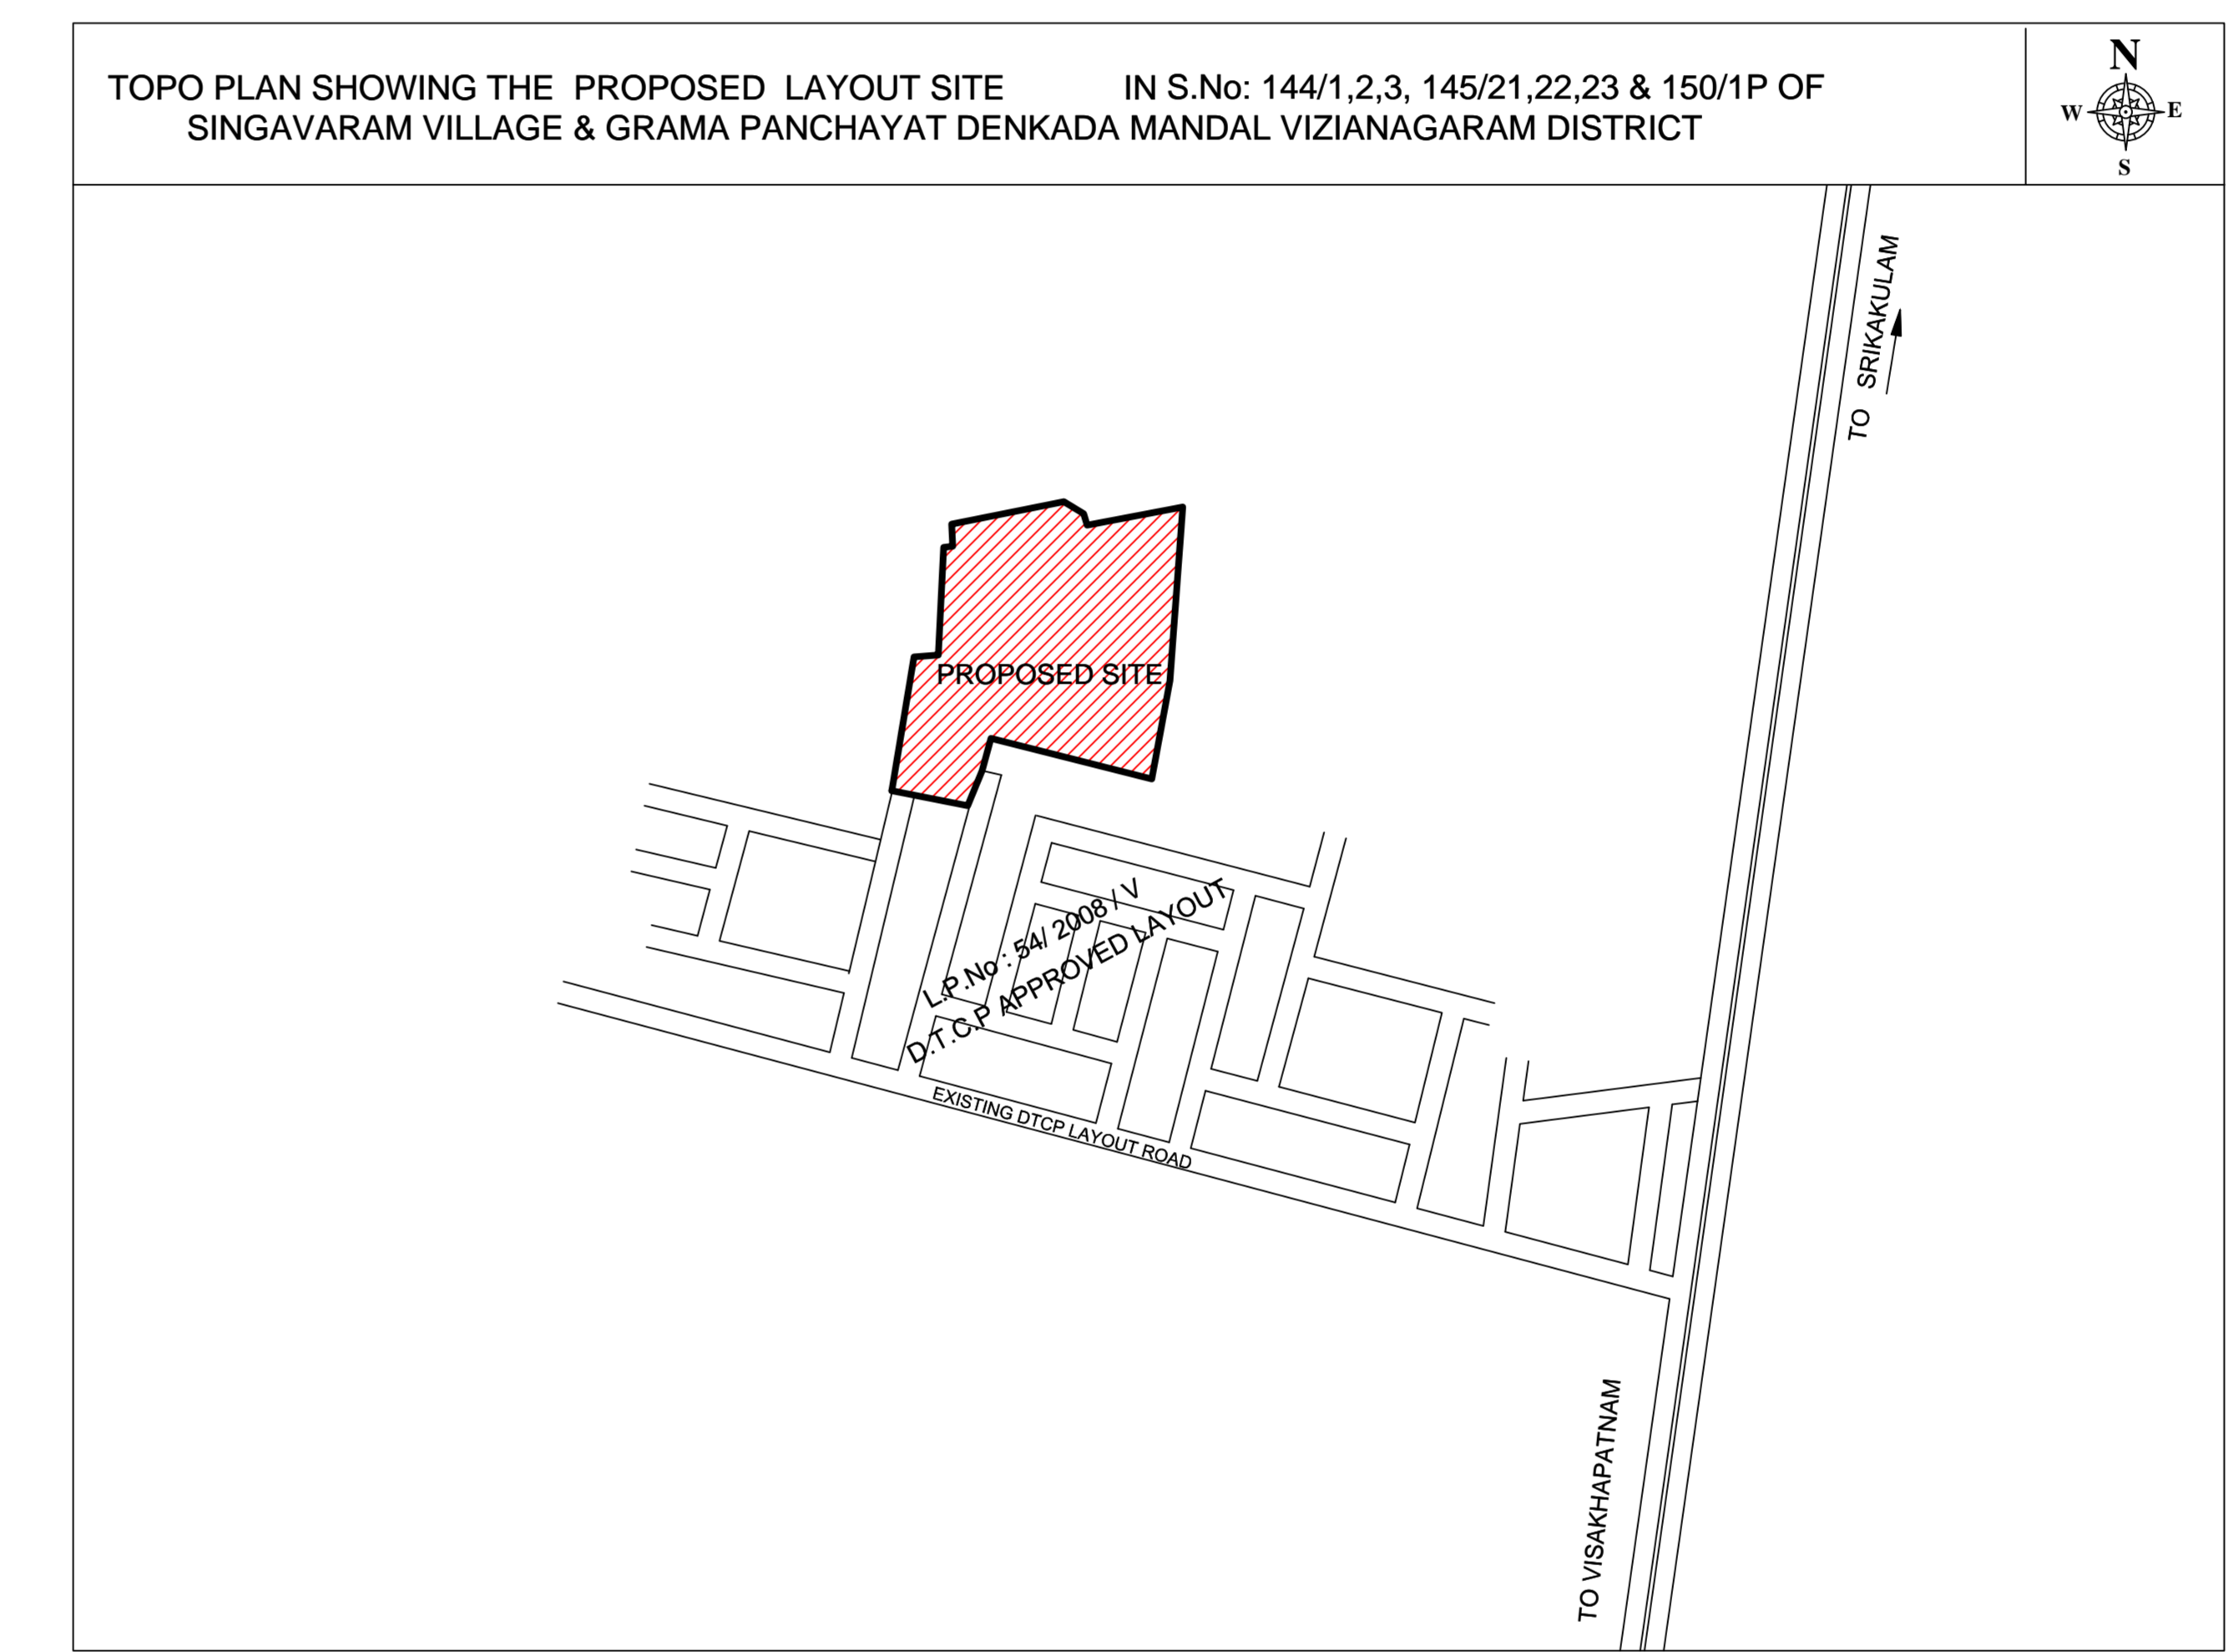 TOPO PLAN SHOWING THE PROPOSED LAYOUT SITE IN S.No: 144/1,2,3, 145/21,22,23 & 150/1P OF
SINGAVARAM VILLAGE & GRAMA PANCHAYAT DENKADA MANDAL VIZIANAGARAM DISTRICT
N
W
E
S
TO SRIKAKULAM
PROPOSED SITE
L.P.No : 54/ 2008 / V
D.T.C.P APPROVED LAYOUT
EXISTING DTCP LAYOUT ROAD
TO VISAKHAPATNAM